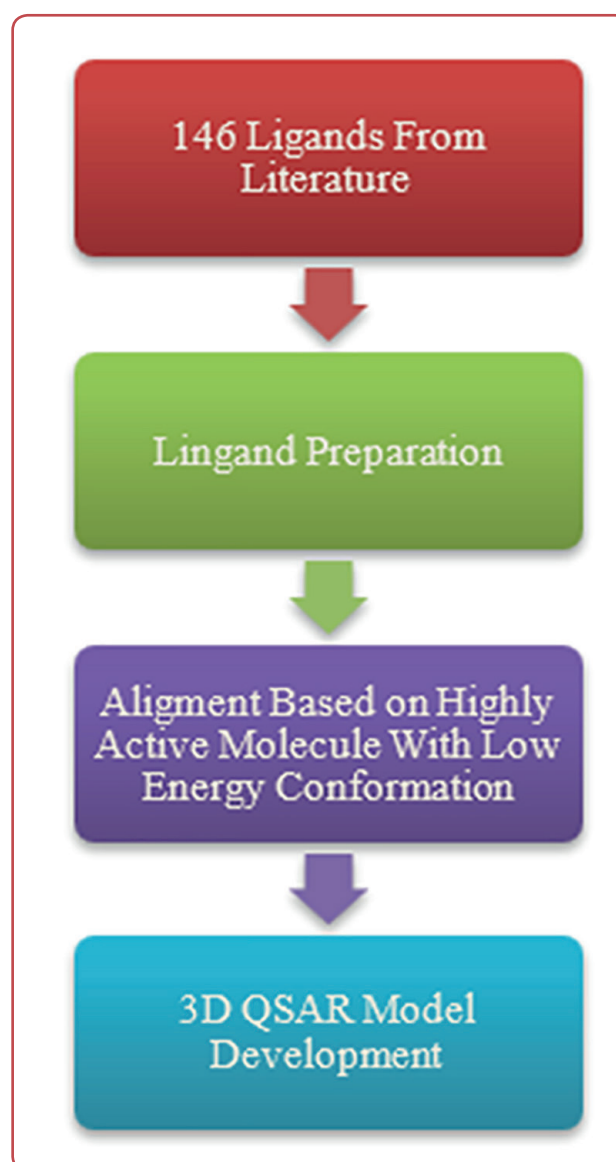 146 Ligands From
Literature
Lingand Preparation
Aligment Based on Highly
Active Molecule With Low
Energy Conformation
3D QSAR Model
Development